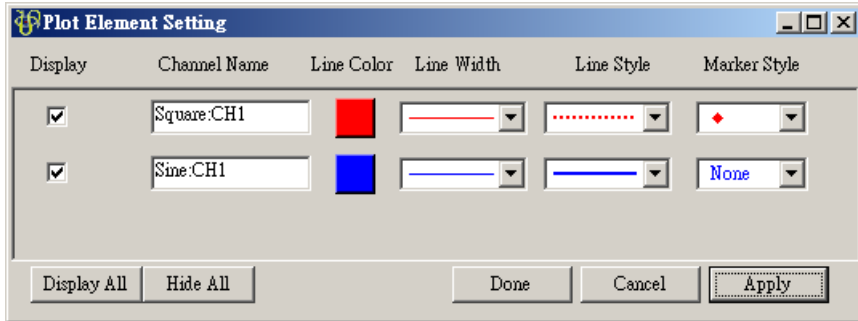 Plot Element Setting
Display Channel Name Line Color Line Width Line Style Marker Style
Square:CH1
Sine:CH1 None
Display All Hide All Done Cancel Apply